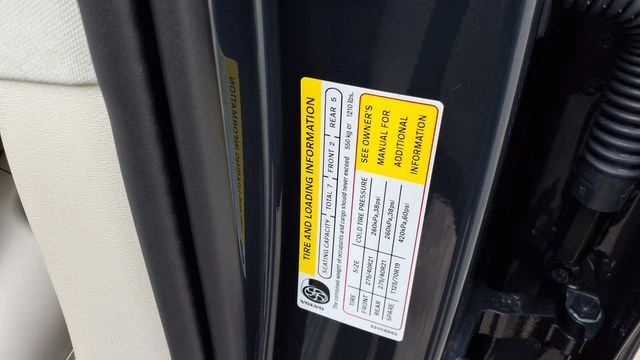 TIRE AND LOADING INFORMATION
SEATING CAPACITY TOTAL 7 FRONT 2 REAR 5
The combined weight of occupants and cargo should never exceed 550 kg or 1210 lbs.
VOLVO
TIRE SIZE COLD TIRE PRESSURE
FRONT 275/40R21 260kPa,38psi
REAR 275/40R21 260kPa,38psi
SPARE T125/70R19 420kPa,60psi
SEE OWNER'S
MANUAL FOR
ADDITIONAL
INFORMATION